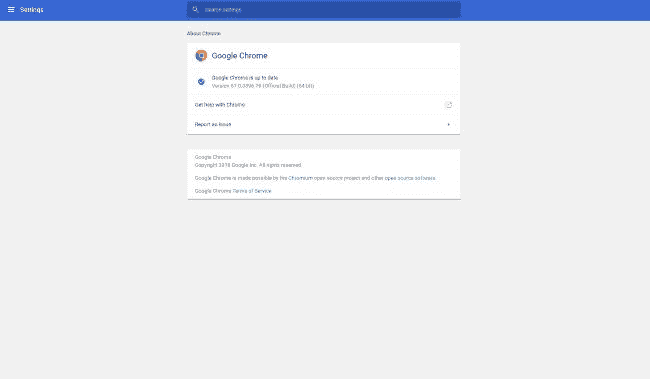 Settings
Search settings
About Chrome
Google Chrome
Google Chrome is up to date
Version 67.0.3396.79 (Official Build) (64-bit)
Get help with Chrome
Report an issue
Google Chrome
Copyright 2018 Google Inc. All rights reserved.
Google Chrome is made possible by the Chromium open source project and other open source software.
Google Chrome Terms of Service